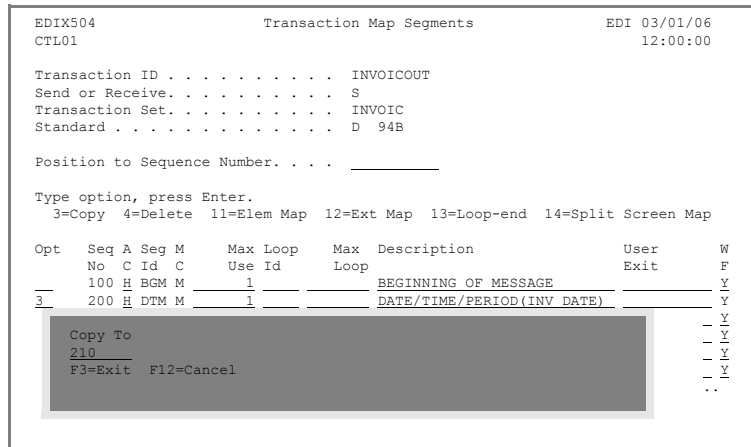 EDIX504 Transaction Map Segments EDI 03/01/06
CTL01 12:00:00
Transaction ID . . . . . . . . . . INVOICOUT
Send or Receive. . . . . . . . . . S
Transaction Set. . . . . . . . . . INVOIC
Standard . . . . . . . . . . . . . D 94B
Position to Sequence Number. . . .
Type option, press Enter.
3=Copy 4=Delete 11=Elem Map 12=Ext Map 13=Loop-end 14=Split Screen Map
Opt Seq A Seg M Max Loop Max Description User W
No C Id C Use Id Loop Exit F
100 H BGM M 1 BEGINNING OF MESSAGE Y
3 200 H DTM M 1 DATE/TIME/PERIOD(INV DATE) Y
Y
Copy To Y
210 Y
F3=Exit F12=Cancel Y
..